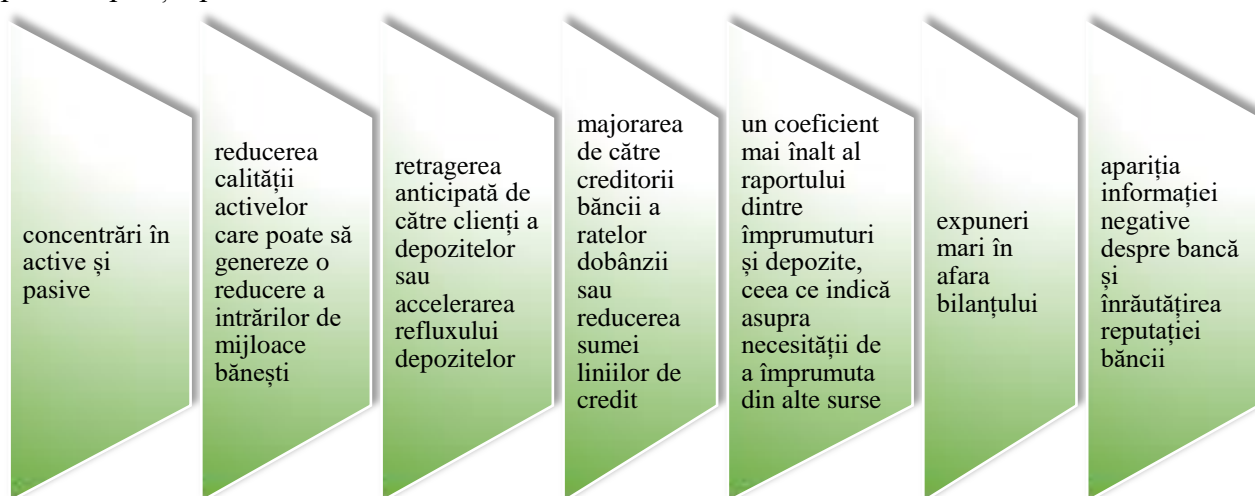 concentrări în
active și
pasive
reducerea
calității
activelor
care poate să
genereze o
reducere a
intrărilor de
mijloace
bănești
retragerea
anticipată de
către clienți a
depozitelor
sau
accelerarea
refluxului
depozitelor
majorarea
de către
creditorii
băncii a
ratelor
dobânzii
sau
reducerea
sumei
liniilor de
credit
un coeficient
mai înalt al
raportului
dintre
împrumuturi
și depozite,
ceea ce indică
asupra
necesității de
a împrumuta
din alte surse
expuneri
mari în
afara
bilanțului
apariția
informației
negative
despre bancă
și
înrăutățirea
reputației
băncii